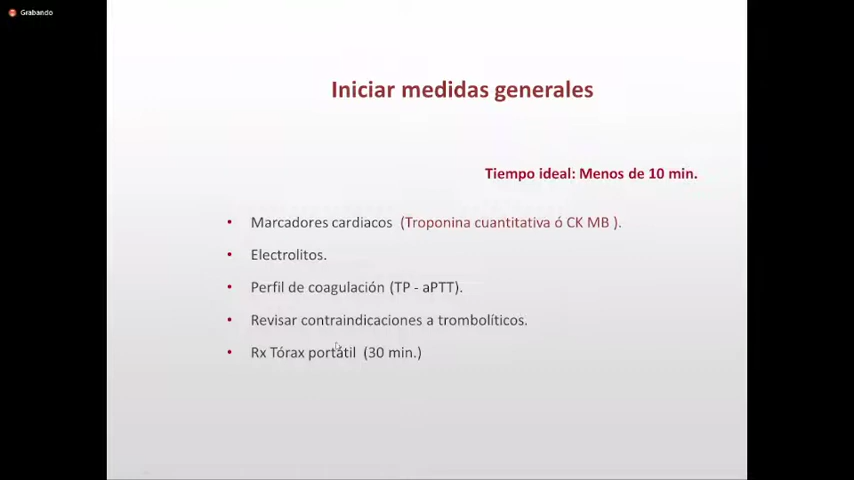 Grabando
Iniciar medidas generales
Tiempo ideal: Menos de 10 min.
• Marcadores cardiacos (Troponina cuantitativa ó CK MB ).
• Electrolitos.
• Perfil de coagulación (TP - aPTT).
• Revisar contraindicaciones a trombolíticos.
• Rx Tórax portátil (30 min.)